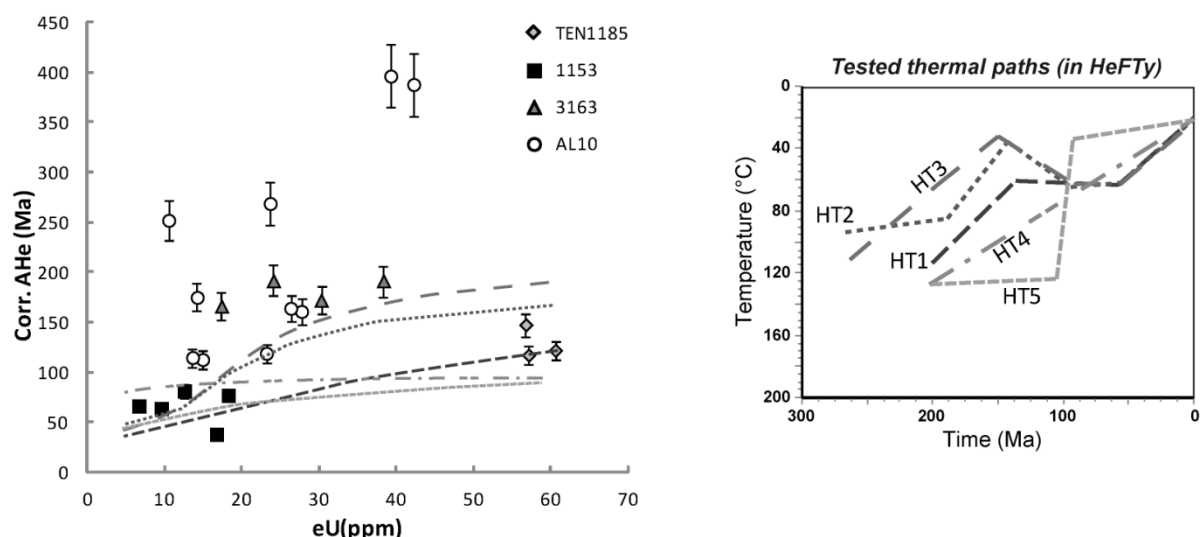 450
400
350
300
250
200
150
100
50
0
Corr. AHe (Ma)
0 10 20 30 40 50 60 70
eU(ppm)
TEN1185
1153
3163
AL10
Tested thermal paths (in HeFTy)
0
40
80
120
160
200
Temperature (°C)
HT3
HT2
HT1
HT4
HT5
300 200 100 0
Time (Ma)